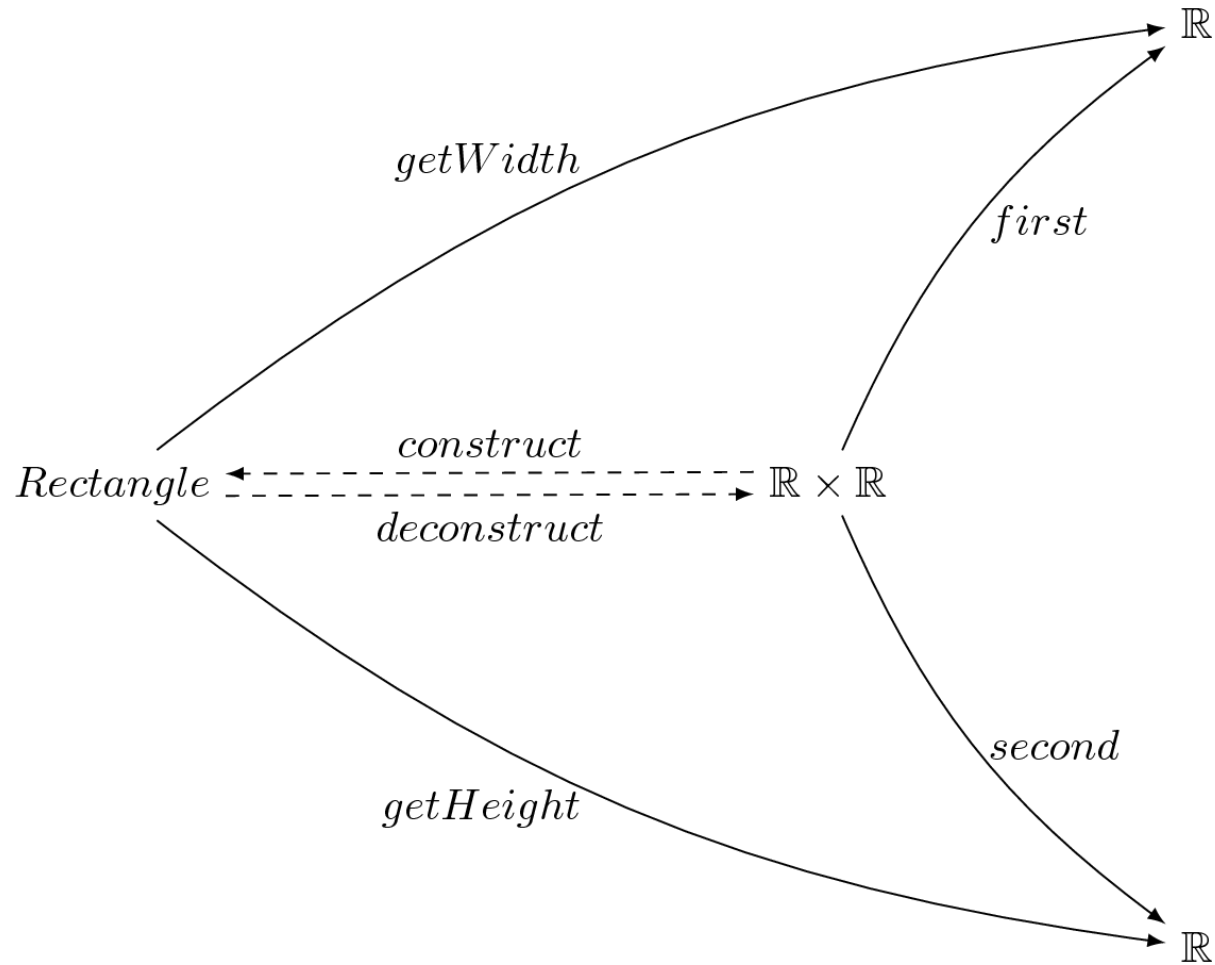 ℝ
getWidth
first
construct
Rectangle
ℝ × ℝ
deconstruct
second
getHeight
ℝ